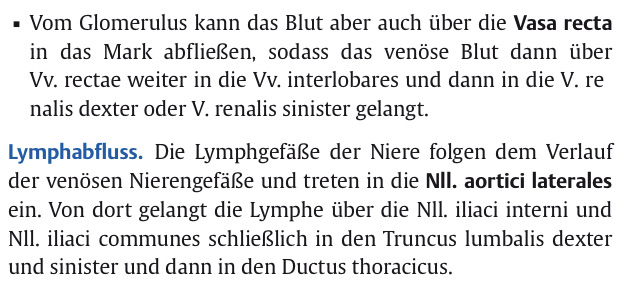 ▪ Vom Glomerulus kann das Blut aber auch über die Vasa recta
in das Mark abfließen, sodass das venöse Blut dann über
Vv. rectae weiter in die Vv. interlobares und dann in die V. re
nalis dexter oder V. renalis sinister gelangt.
Lymphabfluss. Die Lymphgefäße der Niere folgen dem Verlauf
der venösen Nierengefäße und treten in die Nll. aortici laterales
ein. Von dort gelangt die Lymphe über die Nll. iliaci interni und
Nll. iliaci communes schließlich in den Truncus lumbalis dexter
und sinister und dann in den Ductus thoracicus.